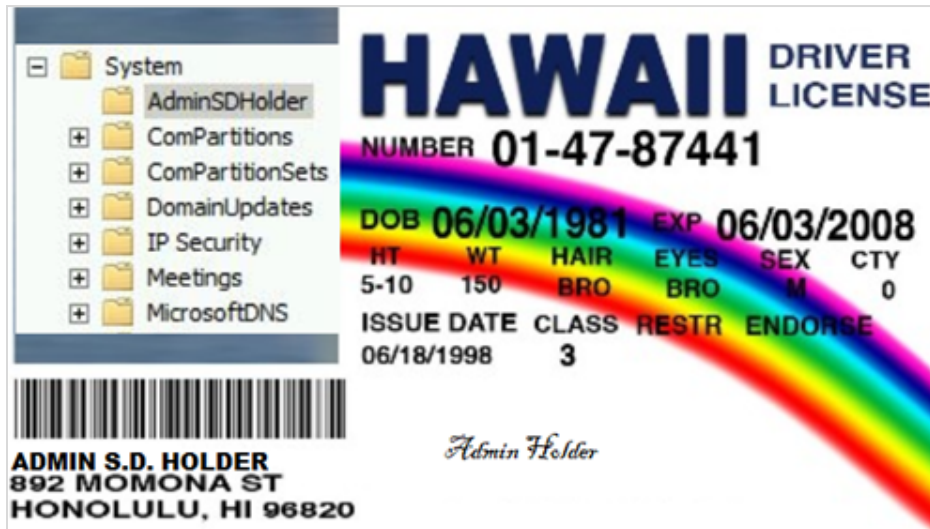 System
AdminSDHolder
ComPartitions
ComPartitionSets
DomainUpdates
IP Security
Meetings
MicrosoftDNS
HAWAII DRIVER LICENSE
NUMBER 01-47-87441
DOB 06/03/1981 EXP 06/03/2008
HT WT HAIR EYES SEX CTY
5-10 150 BRO BRO M 0
ISSUE DATE CLASS RESTR ENDORSE
06/18/1998 3
Admin Holder
ADMIN S.D. HOLDER
892 MOMONA ST
HONOLULU, HI 96820